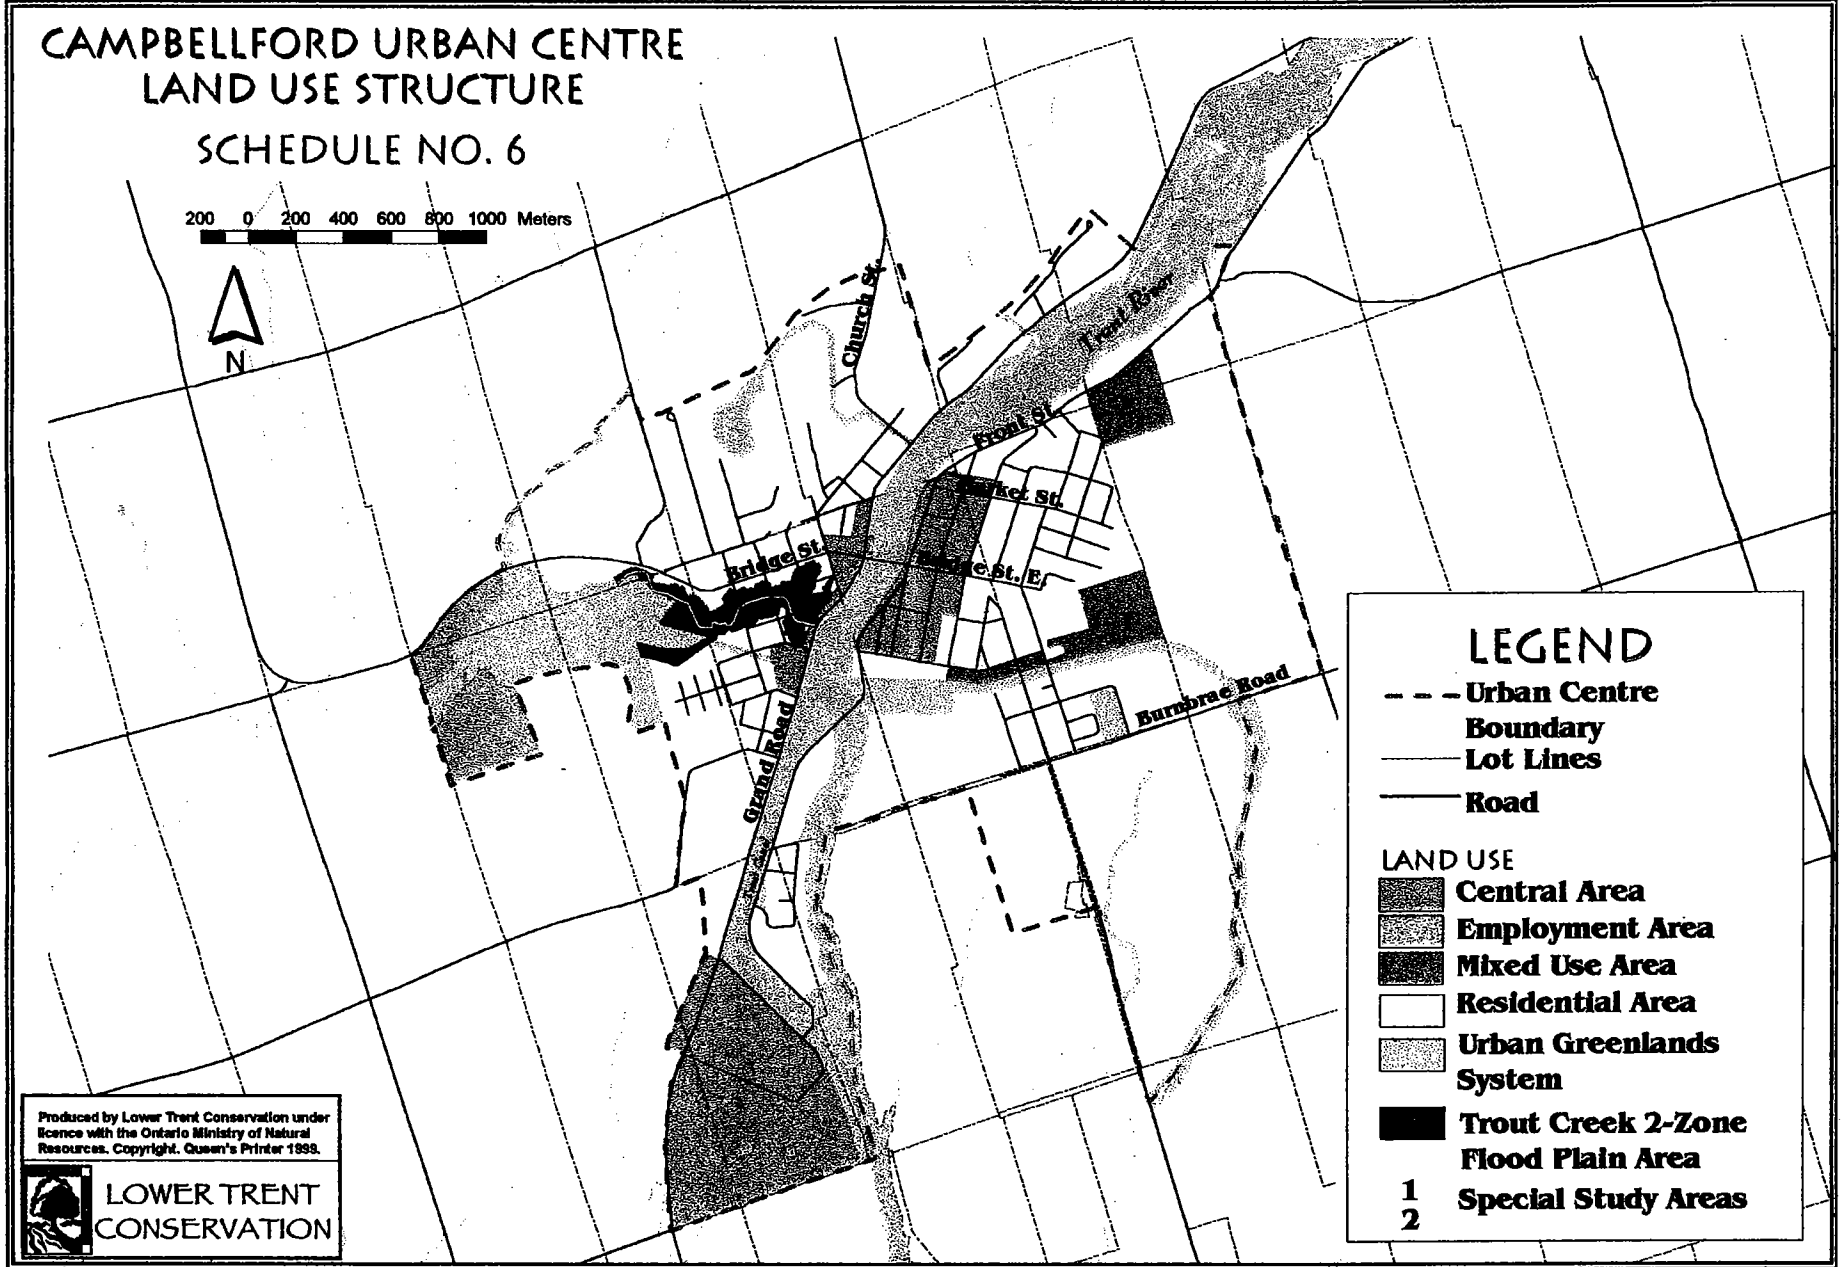 CAMPBELLFORD URBAN CENTRE
LAND USE STRUCTURE
SCHEDULE NO. 6
200 0 200 400 600 800 1000 Meters
N
Church St.
Trent River
Front St.
Market St.
Bridge St.
Bridge St. E.
Burnbrae Road
Grand Road
LEGEND
Urban Centre
Boundary
Lot Lines
Road
LAND USE
Central Area
Employment Area
Mixed Use Area
Residential Area
Urban Greenlands
System
Trout Creek 2-Zone
Flood Plain Area
1 Special Study Areas
2
Produced by Lower Trent Conservation under
licence with the Ontario Ministry of Natural
Resources. Copyright. Queen's Printer 1999.
LOWER TRENT
CONSERVATION